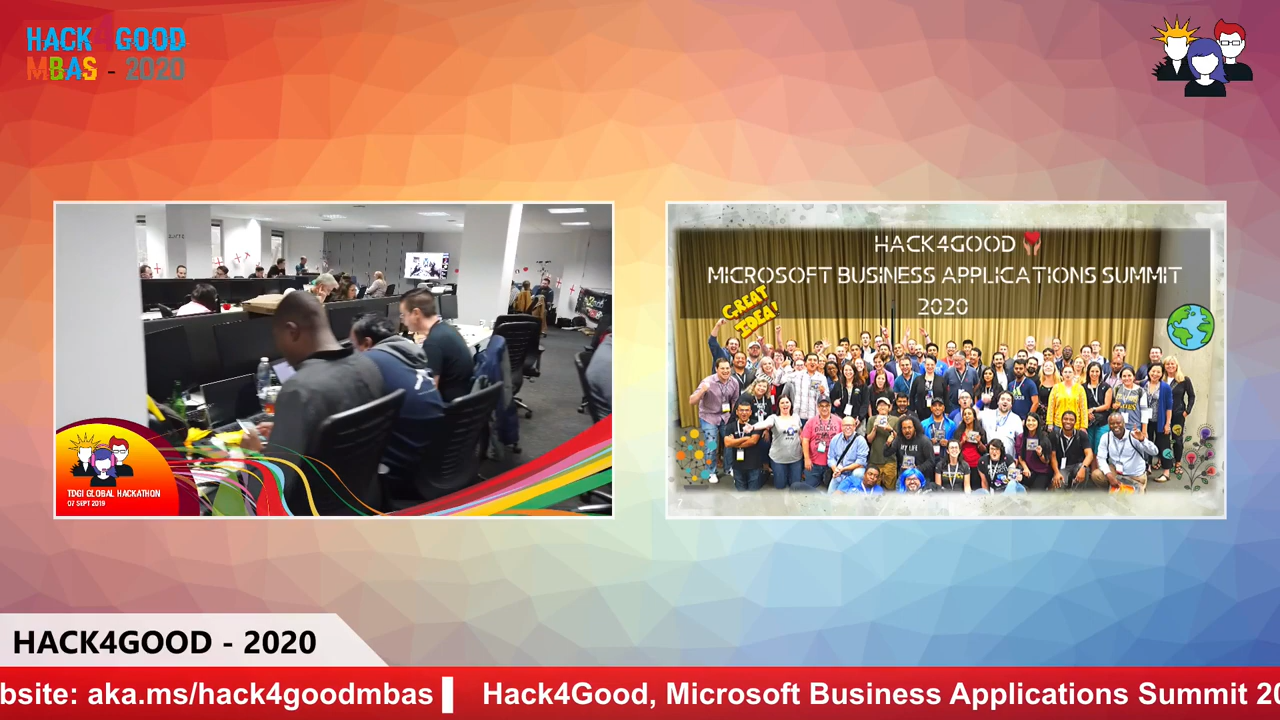 HACK4GOOD
MBAS - 2020
HACK4GOOD
MICROSOFT BUSINESS APPLICATIONS SUMMIT
2020
GREAT
IDEA!
TDGI GLOBAL HACKATHON
07 SEPT 2019
HACK4GOOD - 2020
bsite: aka.ms/hack4goodmbas Hack4Good, Microsoft Business Applications Summit 20